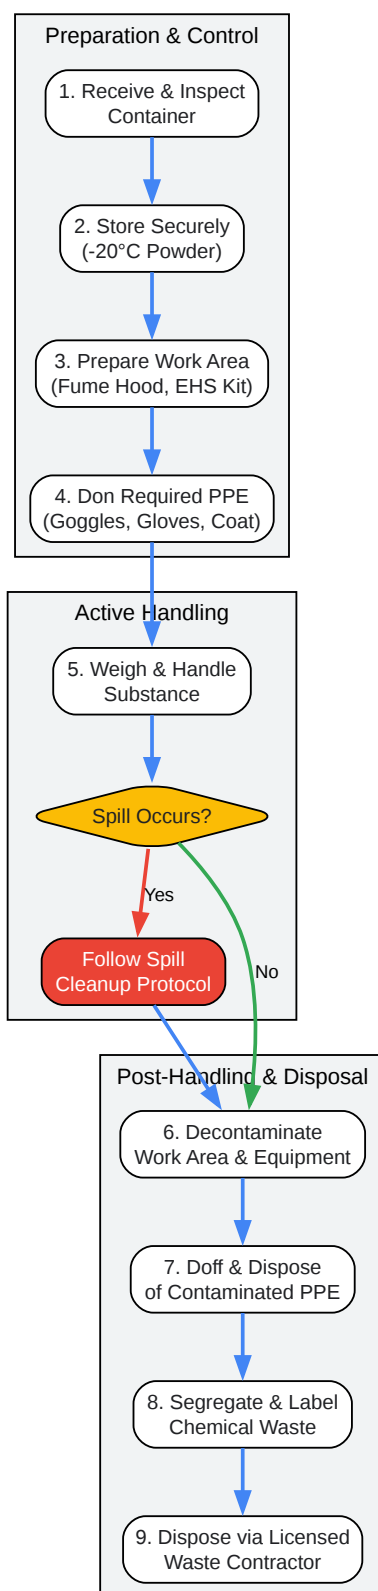 Preparation & Control
1. Receive & Inspect
Container
2. Store Securely
(-20°C Powder)
3. Prepare Work Area
(Fume Hood, EHS Kit)
4. Don Required PPE
(Goggles, Gloves, Coat)
Active Handling
5. Weigh & Handle
Substance
Spill Occurs?
Yes
Follow Spill
Cleanup Protocol
No
Post-Handling & Disposal
6. Decontaminate
Work Area & Equipment
7. Doff & Dispose
of Contaminated PPE
8. Segregate & Label
Chemical Waste
9. Dispose via Licensed
Waste Contractor